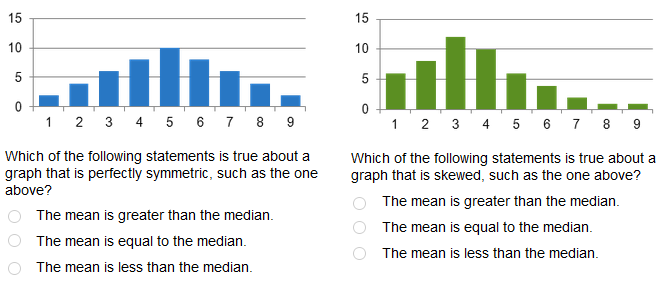 15
10
5
0
1 2 3 4 5 6 7 8 9
Which of the following statements is true about a
graph that is perfectly symmetric, such as the one
above?
The mean is greater than the median.
The mean is equal to the median.
The mean is less than the median.
15
10
5
0
1 2 3 4 5 6 7 8 9
Which of the following statements is true about a
graph that is skewed, such as the one above?
The mean is greater than the median.
The mean is equal to the median.
The mean is less than the median.